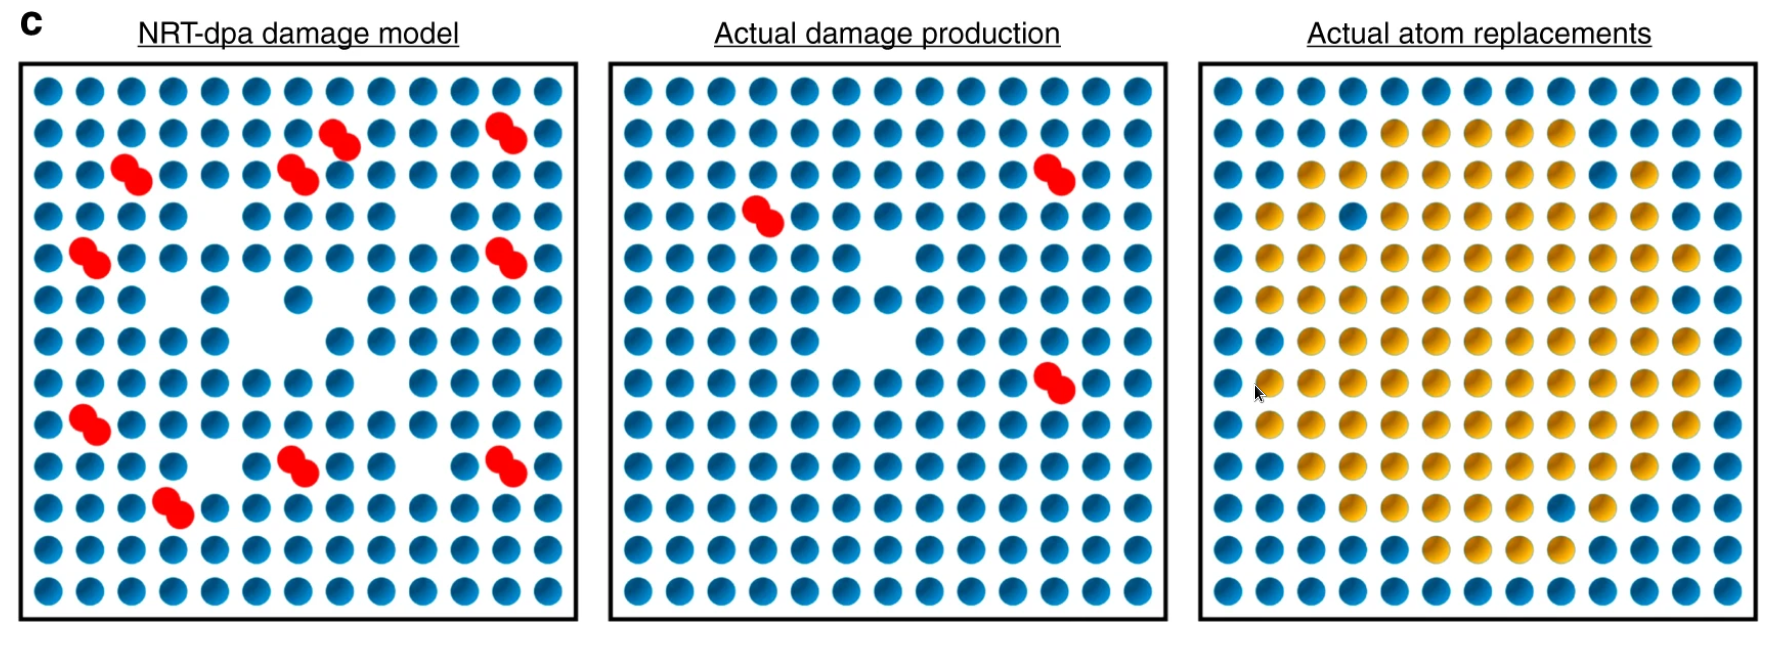 c
NRT-dpa damage model
Actual damage production
Actual atom replacements